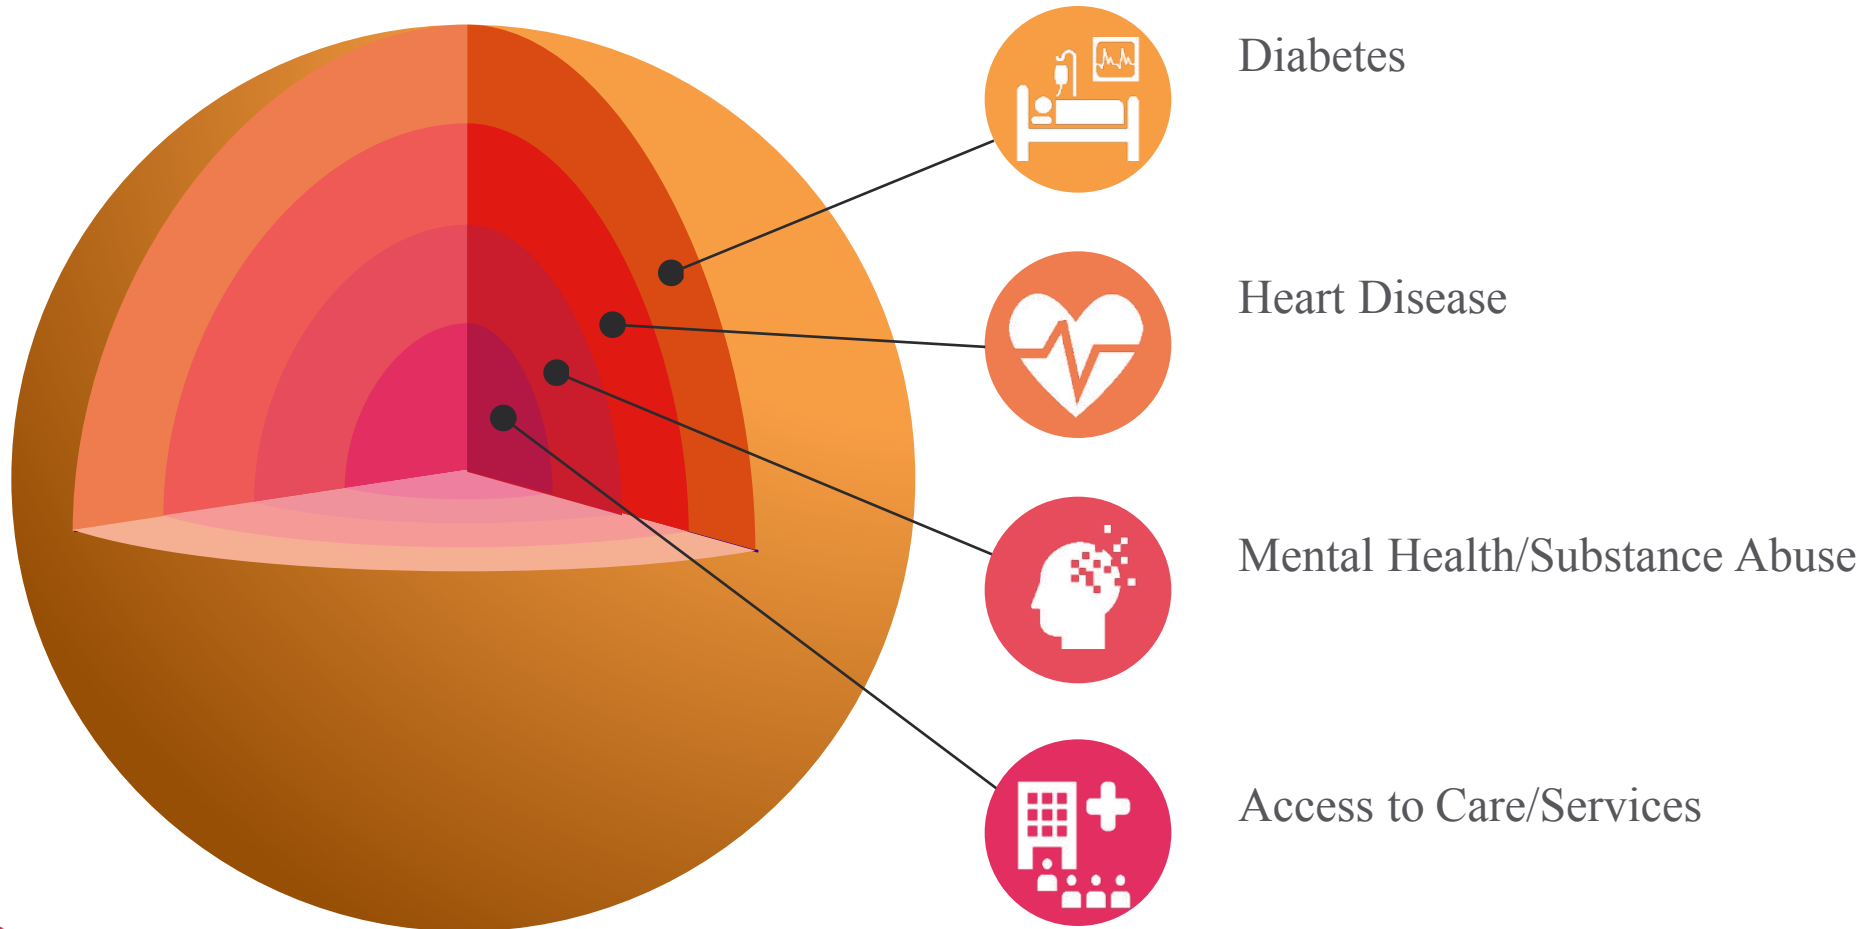 Diabetes
Heart Disease
Mental Health/Substance Abuse
Access to Care/Services